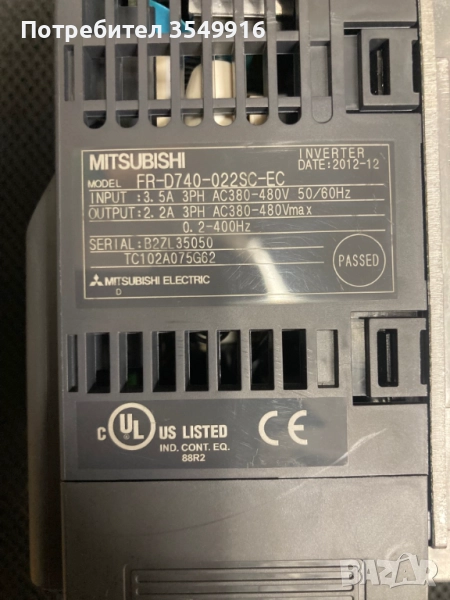 Потребител 3549916
MITSUBISHI
INVERTER
MODEL FR-D740-022SC-EC
DATE:2012-12
INPUT :3.5A 3PH AC380-480V 50/60Hz
OUTPUT:2.2A 3PH AC380-480Vmax
0.2-400Hz
SERIAL:B27L35050
TC102A075G62
PASSED
MITSUBISHI ELECTRIC
D
C UL US LISTED
IND. CONT. EQ.
88R2
CE
BAZAR